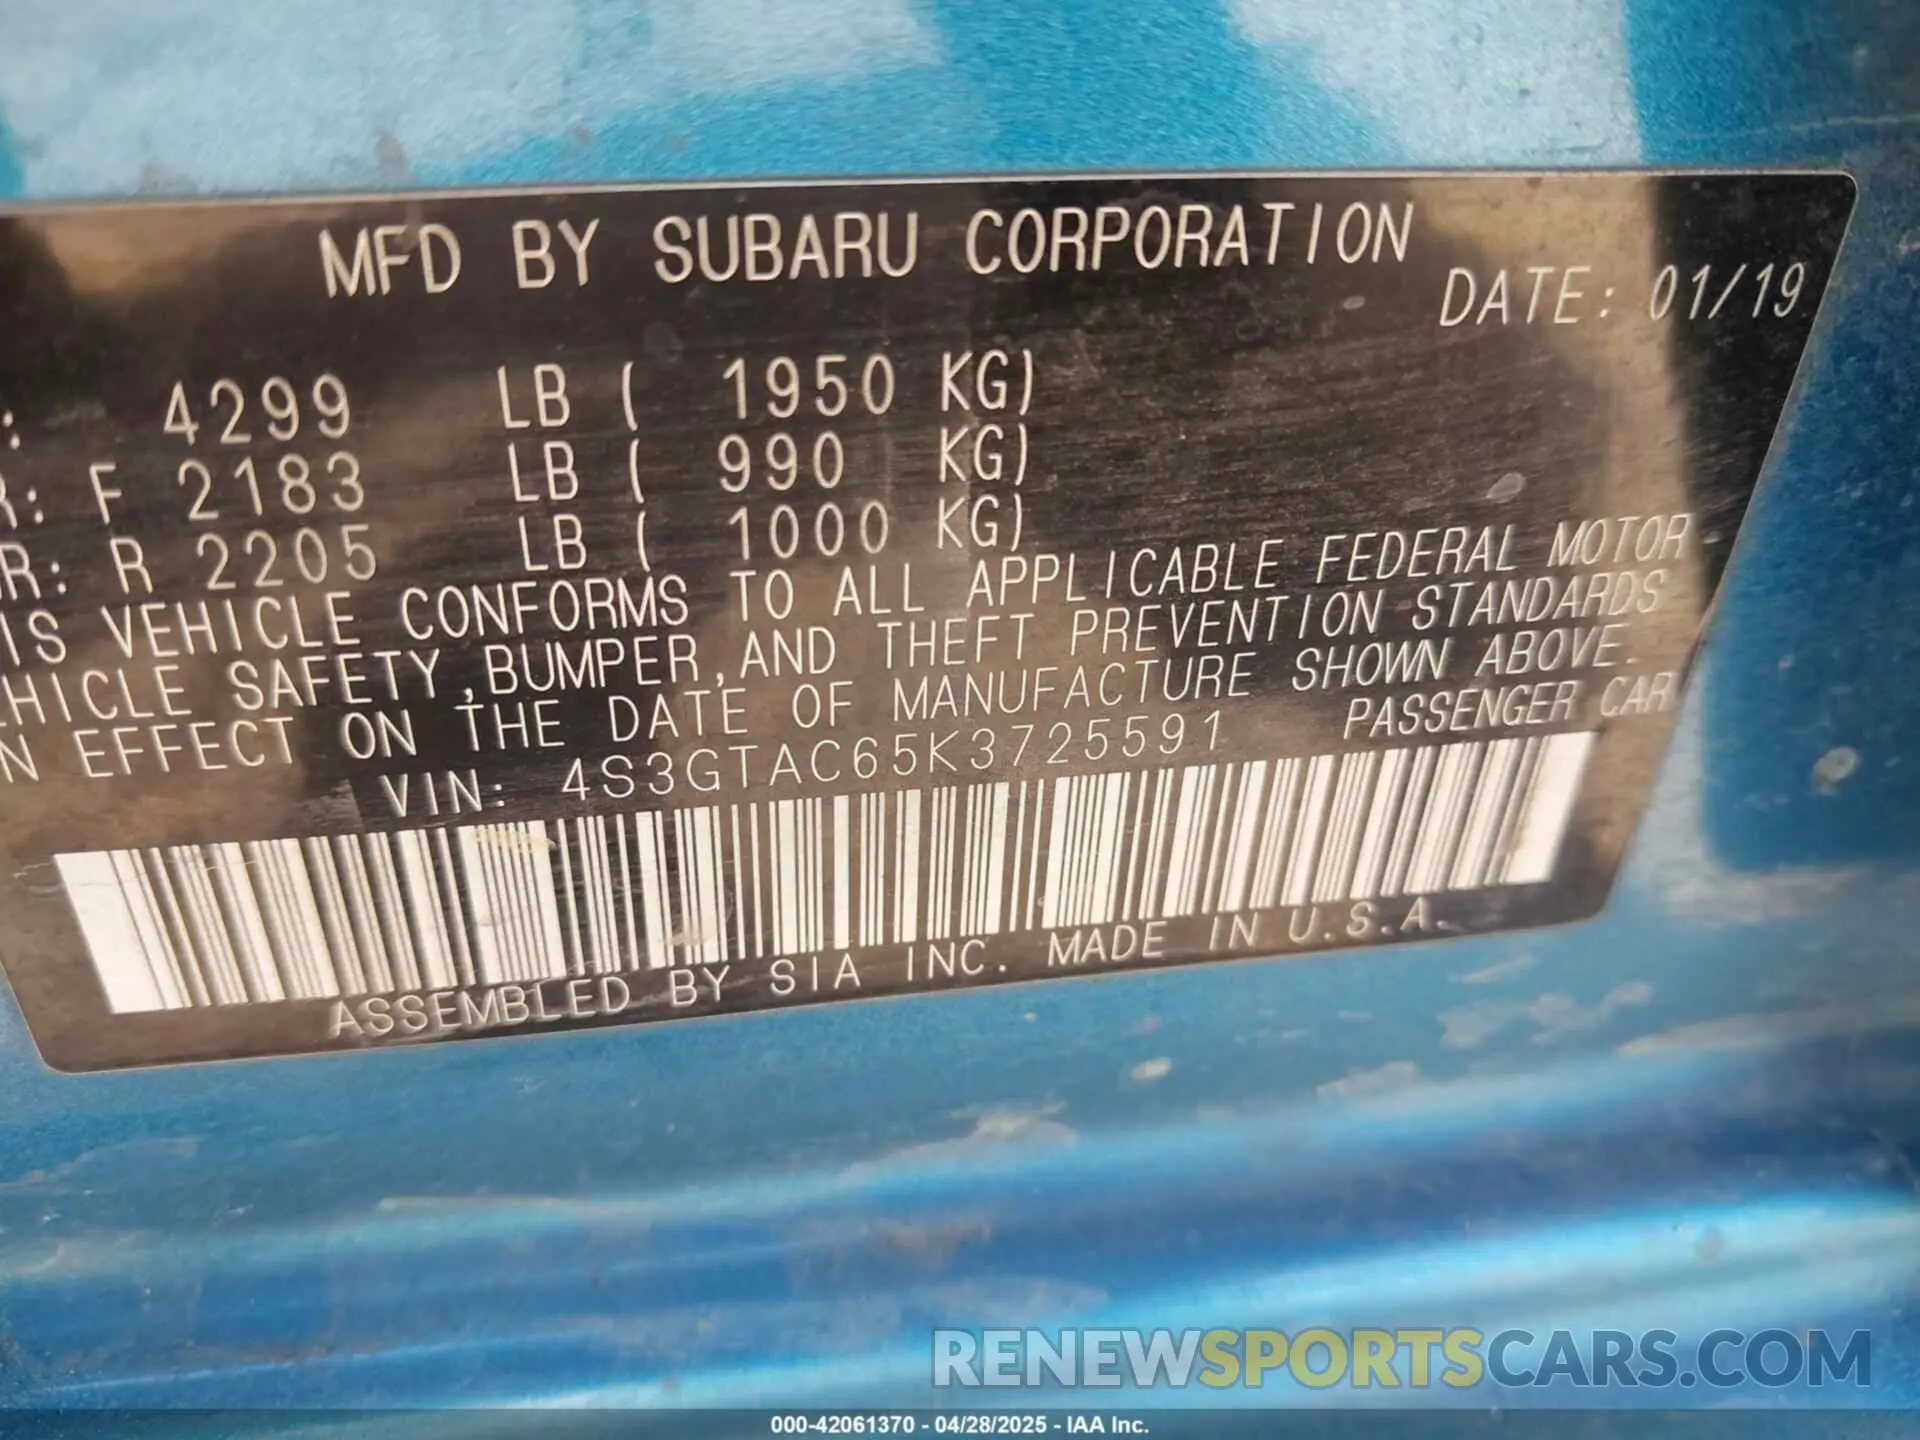 MFD BY SUBARU CORPORATION
DATE: 01/19
: 4299 LB ( 1950 KG)
R: F 2183 LB ( 990 KG)
R: R 2205 LB ( 1000 KG)
IS VEHICLE CONFORMS TO ALL APPLICABLE FEDERAL MOTOR
HICLE SAFETY,BUMPER,AND THEFT PREVENTION STANDARDS
N EFFECT ON THE DATE OF MANUFACTURE SHOWN ABOVE.
VIN: 4S3GTAC65K3725591 PASSENGER CAR
ASSEMBLED BY SIA INC. MADE IN U.S.A.
RENEWSPORTSCARS.COM
000-42061370 - 04/28/2025 - IAA Inc.